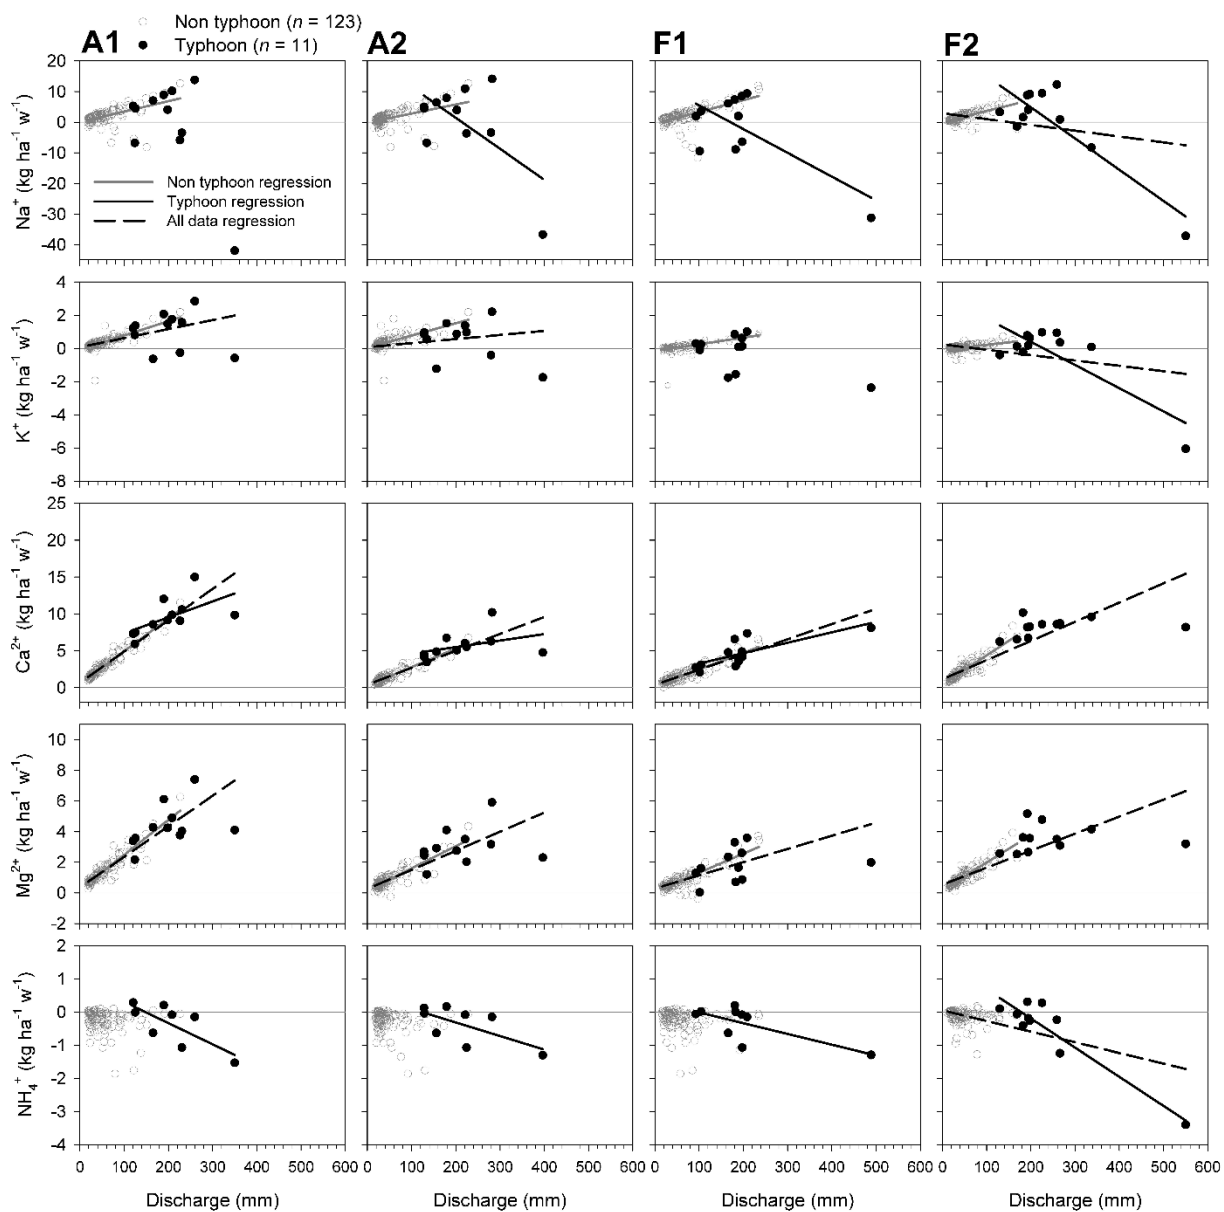 Non typhoon (n = 123)
Typhoon (n = 11)
A1 A2 F1 F2
20
10
0
-10
-20
-30
-40
Na⁺ (kg ha⁻¹ w⁻¹)
Non typhoon regression
Typhoon regression
All data regression
4
2
0
-2
-4
-6
-8
K⁺ (kg ha⁻¹ w⁻¹)
25
20
15
10
5
0
Ca²⁺ (kg ha⁻¹ w⁻¹)
10
8
6
4
2
0
-2
Mg²⁺ (kg ha⁻¹ w⁻¹)
2
1
0
-1
-2
-3
-4
NH₄⁺ (kg ha⁻¹ w⁻¹)
0 100 200 300 400 500 600 0 100 200 300 400 500 600 0 100 200 300 400 500 600 0 100 200 300 400 500 600
Discharge (mm) Discharge (mm) Discharge (mm) Discharge (mm)